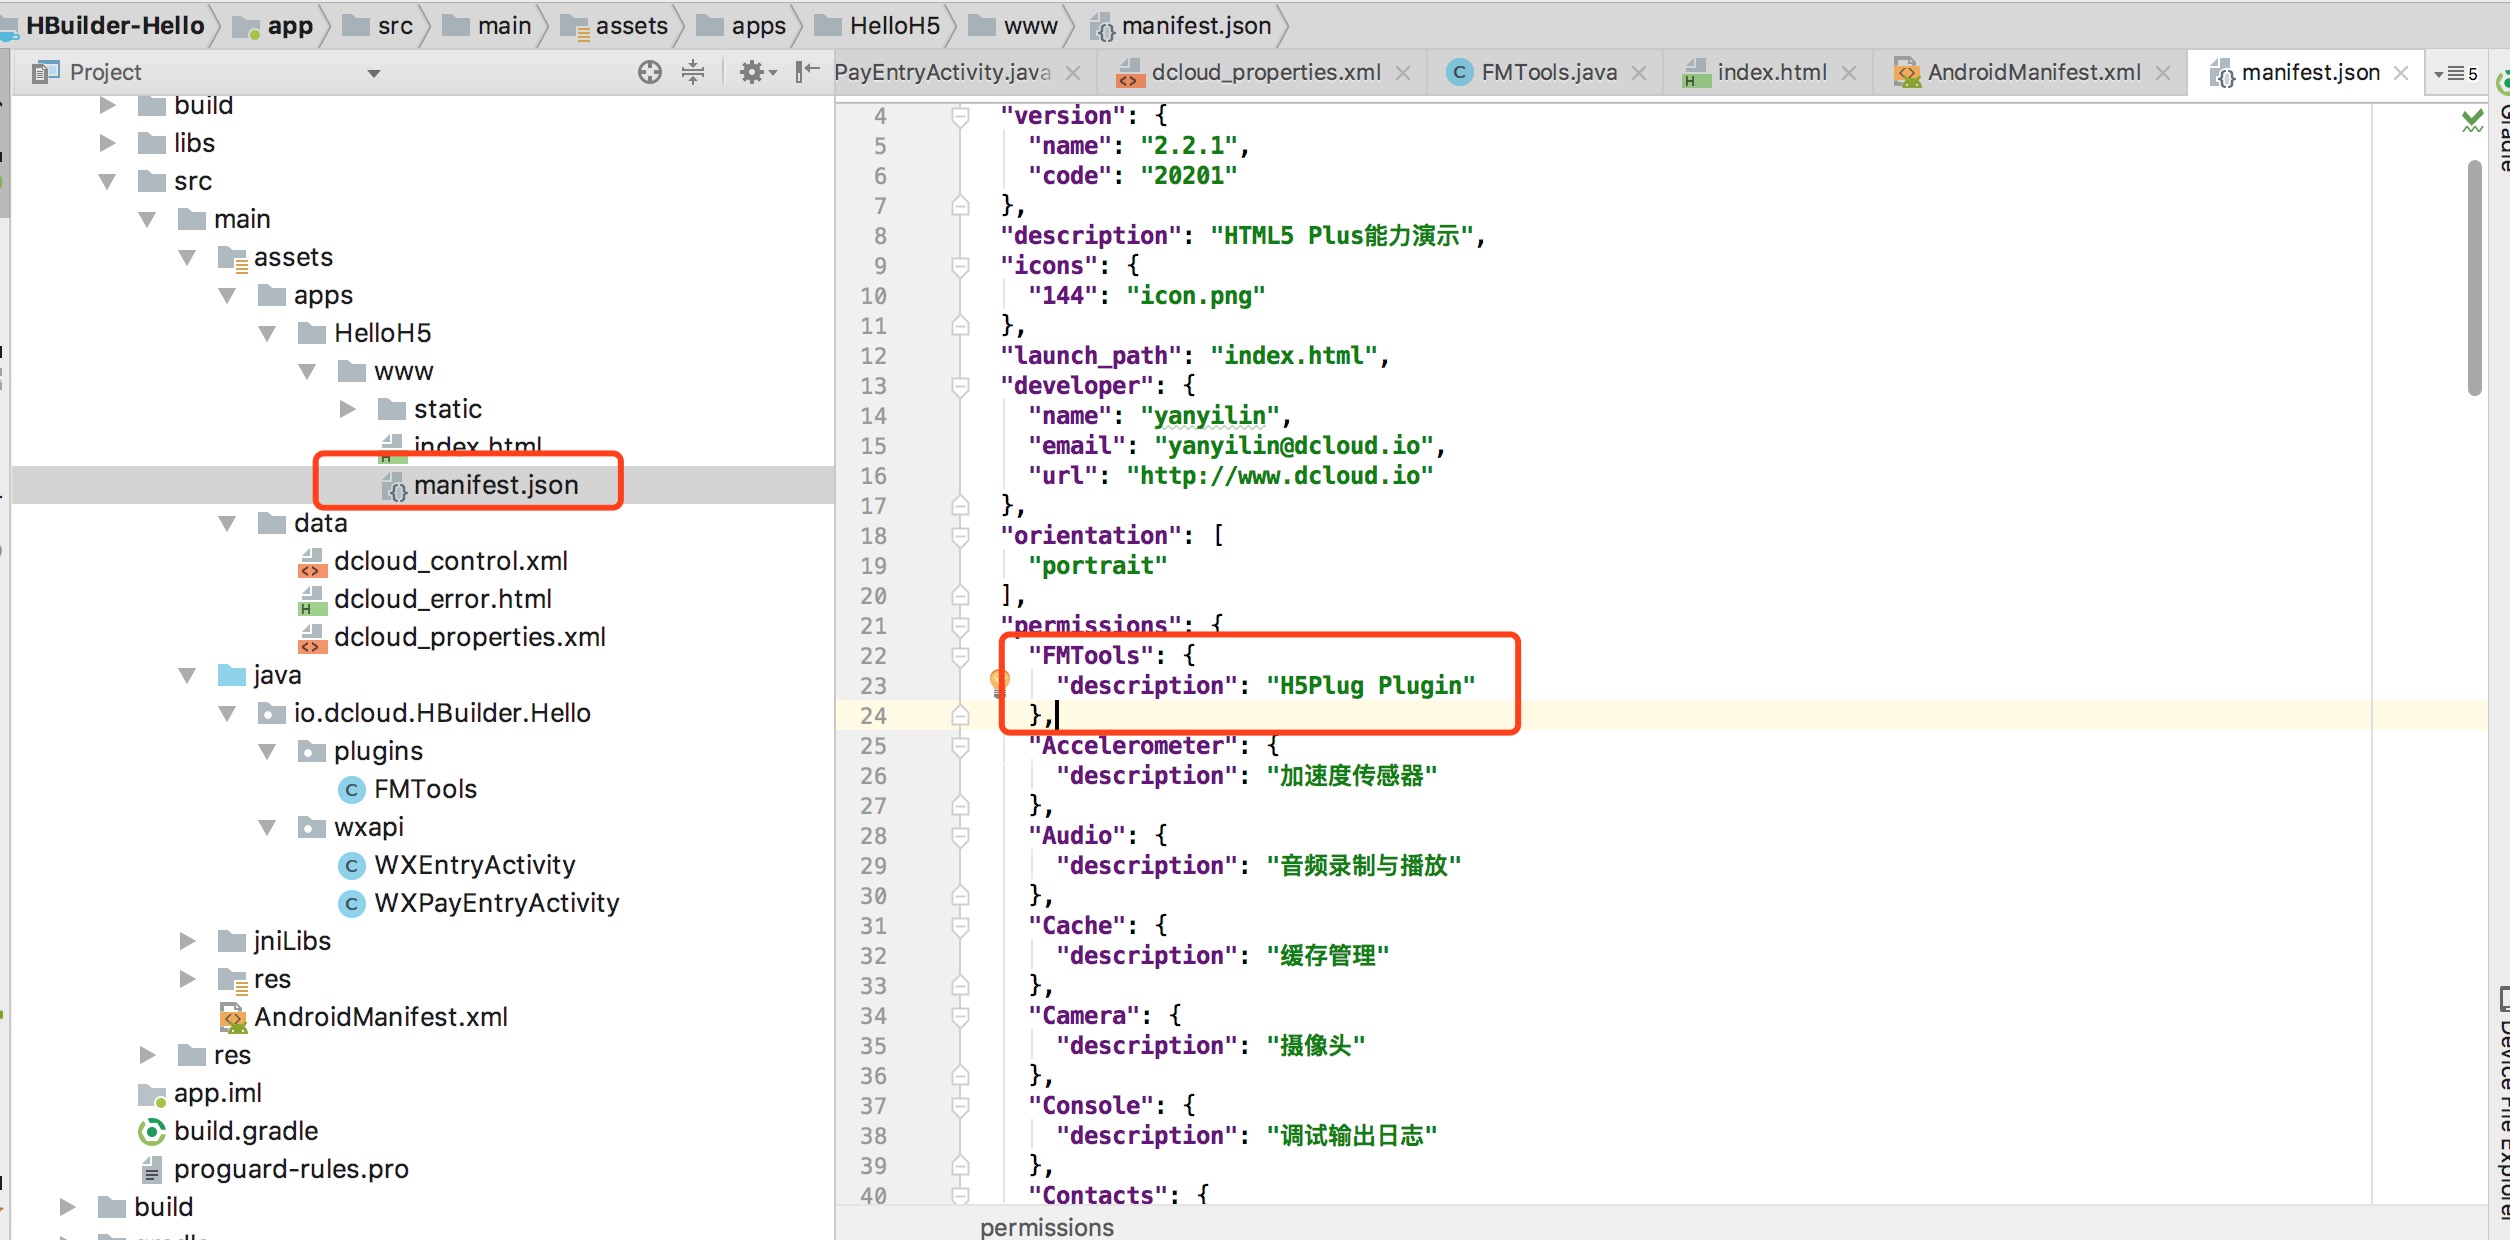 HBuilder-Hello app src main assets apps HelloH5 www manifest.json
Project
PayEntryActivity.java dcloud_properties.xml FMTools.java index.html AndroidManifest.xml manifest.json 5
build
libs
src
main
assets
apps
HelloH5
www
static
index.html
manifest.json
data
dcloud_control.xml
dcloud_error.html
dcloud_properties.xml
java
io.dcloud.HBuilder.Hello
plugins
FMTools
wxapi
WXEntryActivity
WXPayEntryActivity
jniLibs
res
AndroidManifest.xml
res
app.iml
build.gradle
proguard-rules.pro
build
4 "version": {
5 "name": "2.2.1",
6 "code": "20201"
7 },
8 "description": "HTML5 Plus能力演示",
9 "icons": {
10 "144": "icon.png"
11 },
12 "launch_path": "index.html",
13 "developer": {
14 "name": "yanyilin",
15 "email": "yanyilin@dcloud.io",
16 "url": "http://www.dcloud.io"
17 },
18 "orientation": [
19 "portrait"
20 ],
21 "permissions": {
22 "FMTools": {
23 "description": "H5Plug Plugin"
24 },
25 "Accelerometer": {
26 "description": "加速度传感器"
27 },
28 "Audio": {
29 "description": "音频录制与播放"
30 },
31 "Cache": {
32 "description": "缓存管理"
33 },
34 "Camera": {
35 "description": "摄像头"
36 },
37 "Console": {
38 "description": "调试输出日志"
39 },
40 "Contacts": {
permissions
Gradle
Device File Explorer